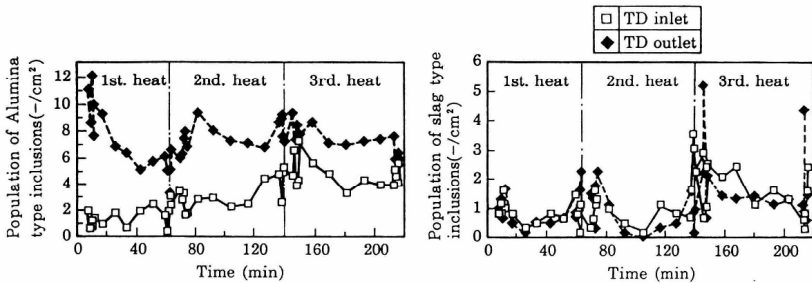 TD inlet
TD outlet
Population of Alumina
type inclusions(-/cm²)
12
10
8
6
4
2
0
1st. heat
2nd. heat
3rd. heat
0
40
80
120
160
200
Time (min)
Population of slag type
inclusions(-/cm²)
6
5
4
3
2
1
0
1st. heat
2nd. heat
3rd. heat
0
40
80
120
160
200
Time (min)